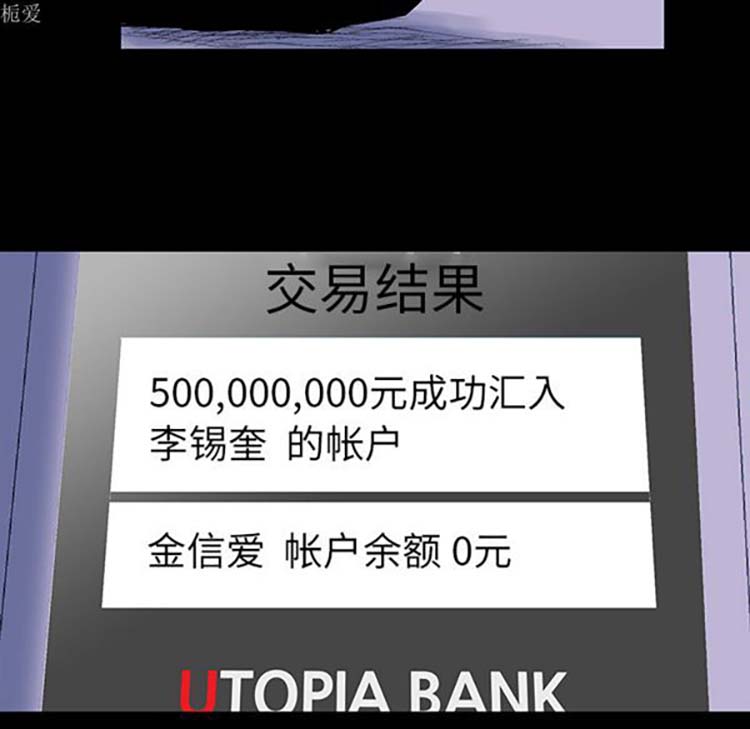 栀爱
交易结果
500,000,000元成功汇入
李锡奎 的帐户
金信爱 帐户余额 0元
UTOPIA BANK